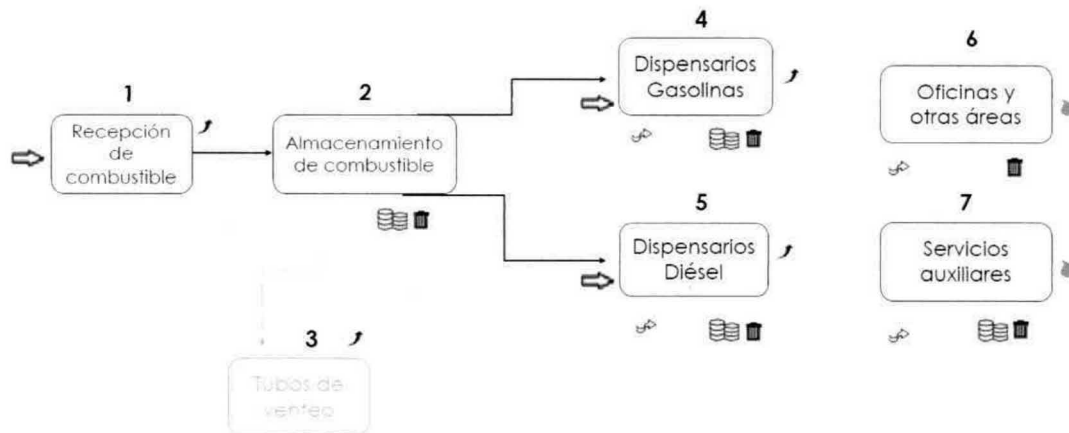 1
Recepción
de
combustible
2
Almacenamiento
de combustible
3
Tubos de
venteo
4
Dispensarios
Gasolinas
5
Dispensarios
Diésel
6
Oficinas y
otras áreas
7
Servicios
auxiliares